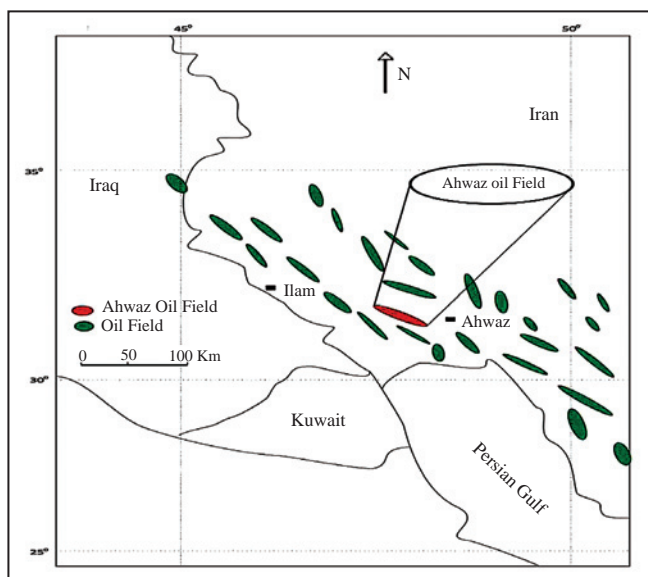 45°
50°
N
Iran
35°
Iraq
Ahwaz oil Field
Ilam
Ahwaz Oil Field
Ahwaz
Oil Field
0 50 100 Km
30°
Kuwait
Persian Gulf
25°